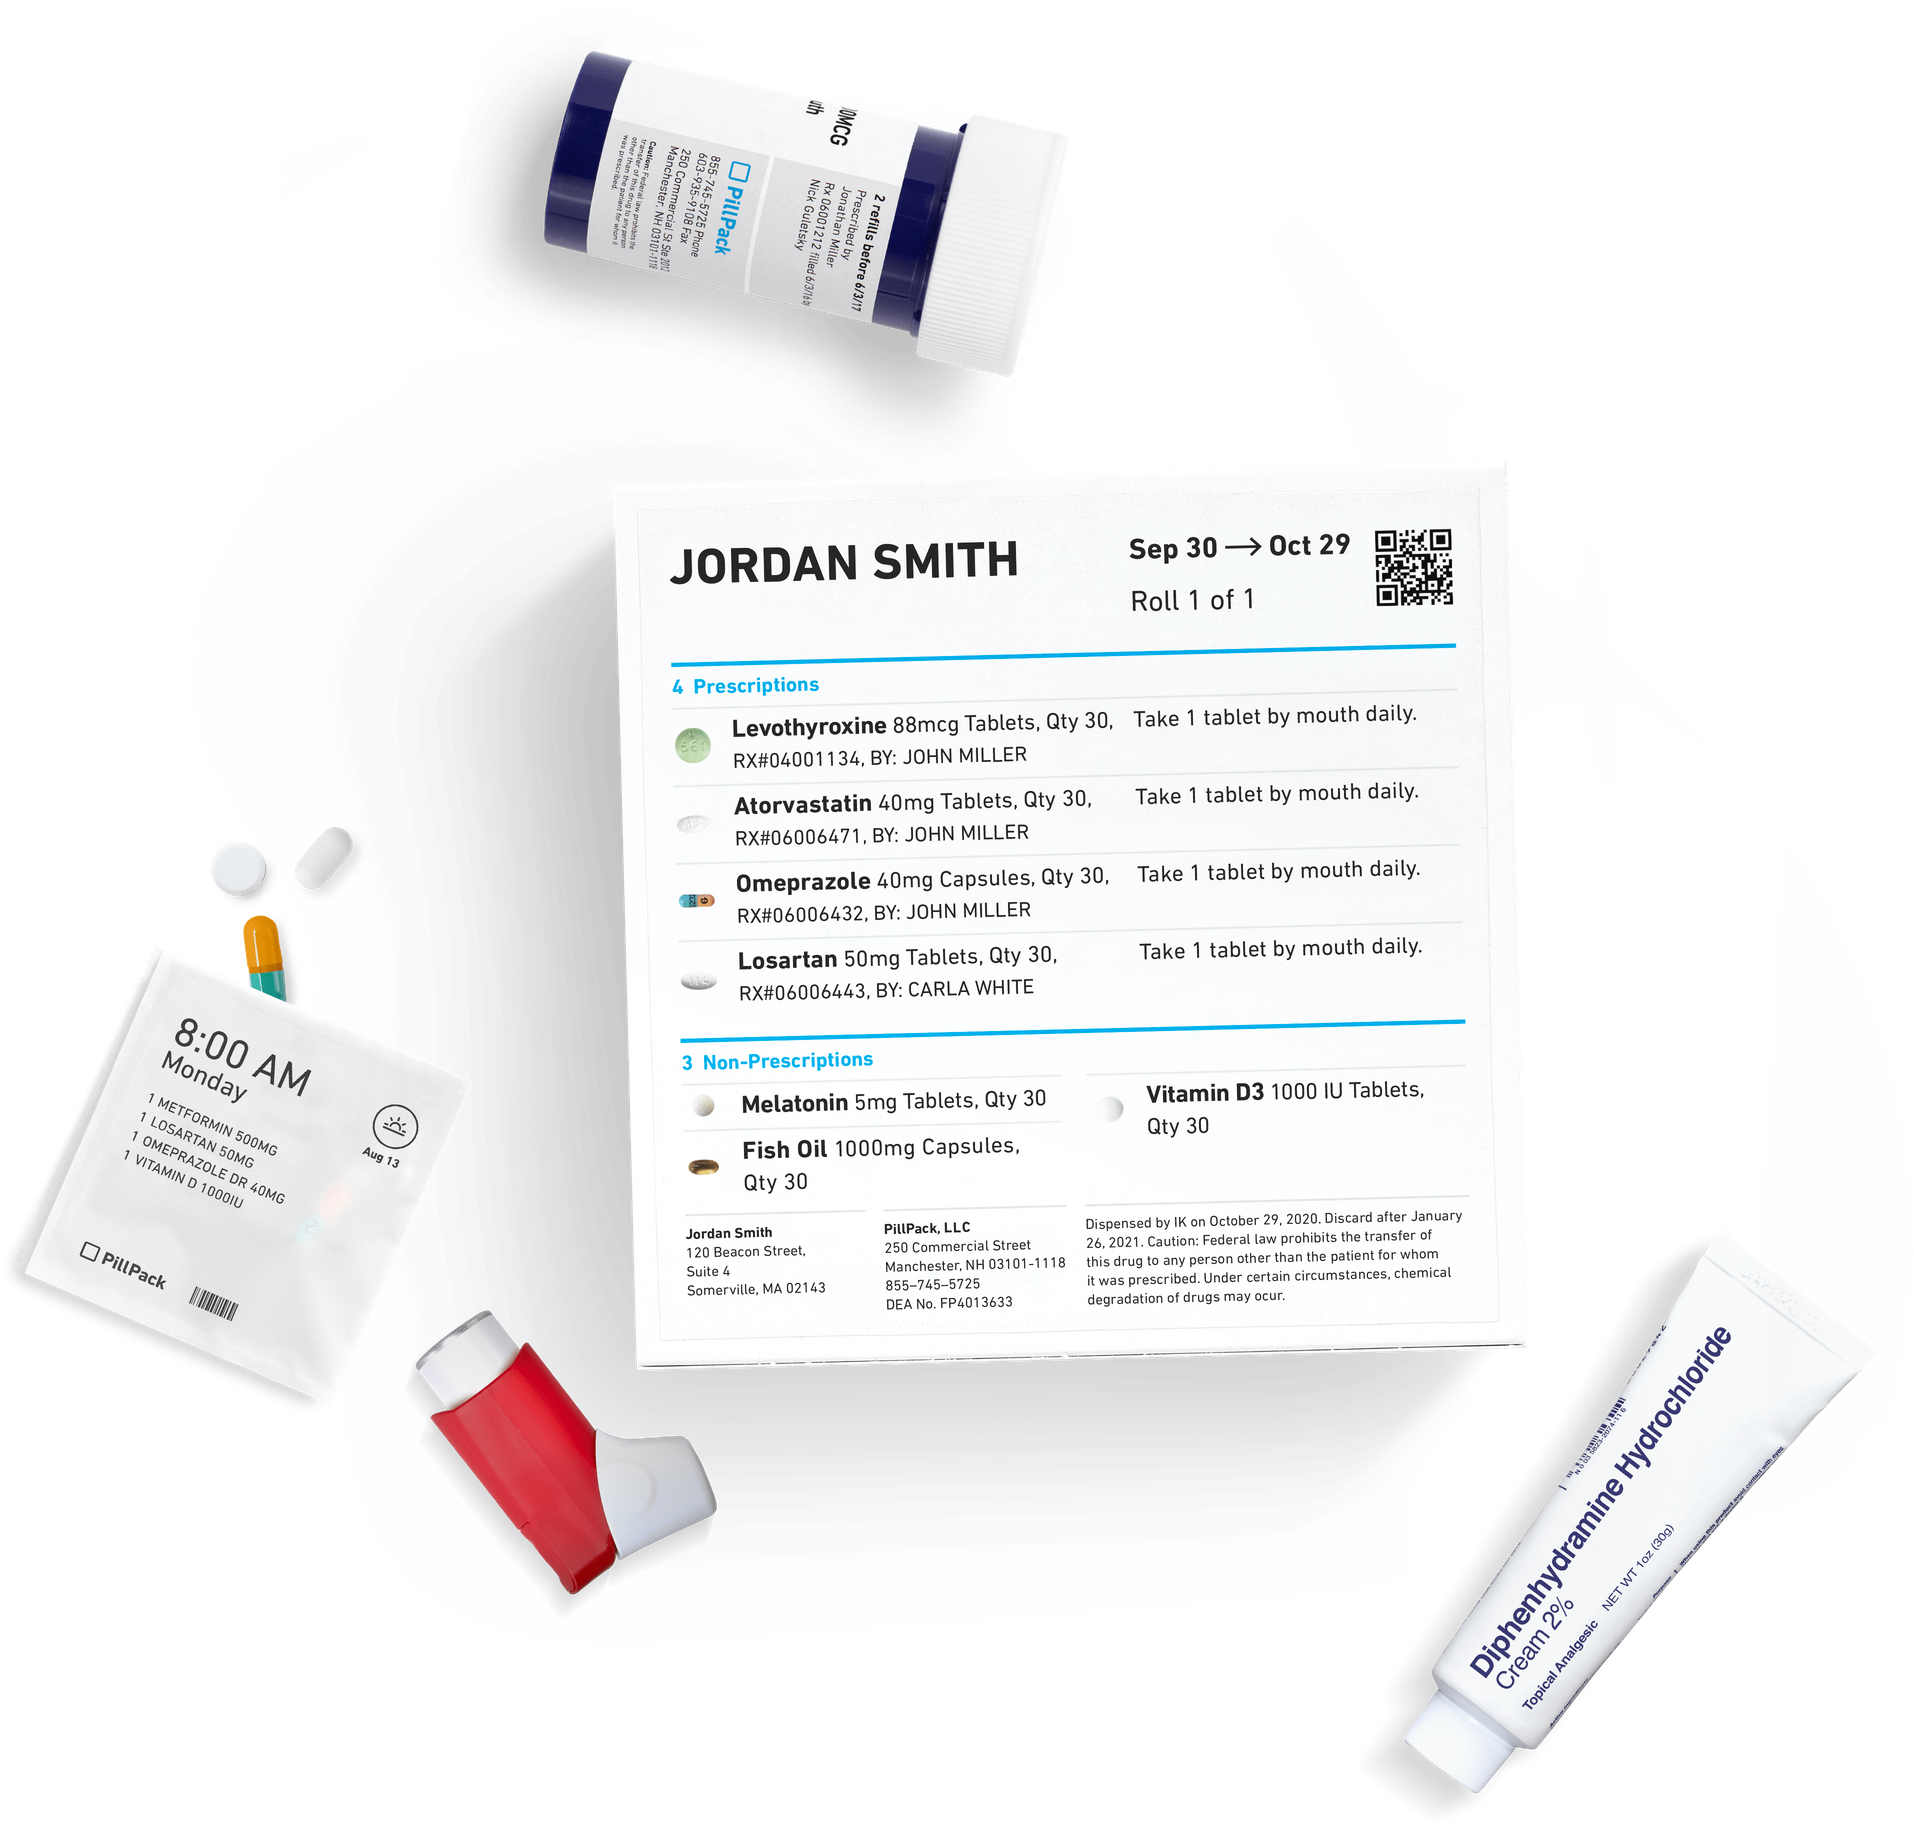 0MCG
uth
2 refills before 6/3/17
Prescribed by
Jonathan Miller
Rx 06001212 filled 6/3/16 by
Nick Guletsky
PillPack
855-745-5725 Phone
603-935-9108 Fax
250 Commercial St Ste 2012
Manchester, NH 03101-1118
Caution: Federal law prohibits the
transfer of this drug to any person
other than the patient for whom it
was prescribed.
JORDAN SMITH
Sep 30 → Oct 29
Roll 1 of 1
4 Prescriptions
Levothyroxine 88mcg Tablets, Qty 30, Take 1 tablet by mouth daily.
RX#04001134, BY: JOHN MILLER
Atorvastatin 40mg Tablets, Qty 30, Take 1 tablet by mouth daily.
RX#06006471, BY: JOHN MILLER
Omeprazole 40mg Capsules, Qty 30, Take 1 tablet by mouth daily.
RX#06006432, BY: JOHN MILLER
Losartan 50mg Tablets, Qty 30, Take 1 tablet by mouth daily.
RX#06006443, BY: CARLA WHITE
3 Non-Prescriptions
Melatonin 5mg Tablets, Qty 30
Fish Oil 1000mg Capsules,
Qty 30
Vitamin D3 1000 IU Tablets,
Qty 30
Jordan Smith
120 Beacon Street,
Suite 4
Somerville, MA 02143
PillPack, LLC
250 Commercial Street
Manchester, NH 03101-1118
855–745–5725
DEA No. FP4013633
Dispensed by IK on October 29, 2020. Discard after January
26, 2021. Caution: Federal law prohibits the transfer of
this drug to any person other than the patient for whom
it was prescribed. Under certain circumstances, chemical
degradation of drugs may ocur.
8:00 AM
Monday
1 METFORMIN 500MG
1 LOSARTAN 50MG
1 OMEPRAZOLE DR 40MG
1 VITAMIN D 1000IU
Aug 13
PillPack
Diphenhydramine Hydrochloride
Cream 2%
Topical Analgesic NET WT 1oz (30g)
When using this product avoid contact with eyes